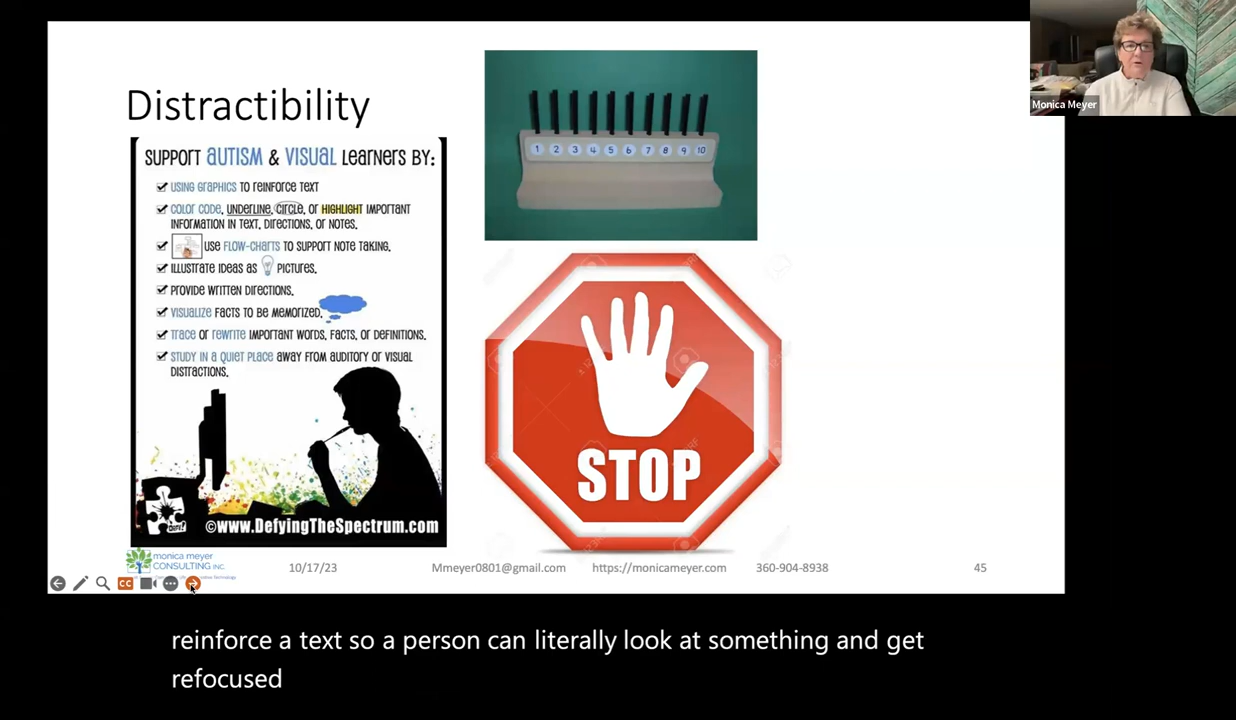 Monica Meyer
Distractibility
SUPPORT AUTISM & VISUAL LEARNERS BY:
USING GRAPHICS TO REINFORCE TEXT
COLOR CODE, UNDERLINE, CIRCLE, OR HIGHLIGHT IMPORTANT
INFORMATION IN TEXT, DIRECTIONS, OR NOTES.
USE FLOW-CHARTS TO SUPPORT NOTE TAKING.
ILLUSTRATE IDEAS AS PICTURES.
PROVIDE WRITTEN DIRECTIONS.
VISUALIZE FACTS TO BE MEMORIZED.
TRACE OR REWRITE IMPORTANT WORDS, FACTS, OR DEFINITIONS.
STUDY IN A QUIET PLACE AWAY FROM AUDITORY OR VISUAL
DISTRACTIONS.
©www.DefyingTheSpectrum.com
1 2 3 4 5 6 7 8 9 10
STOP
monica meyer
CONSULTING INC.
10/17/23 Mmeyer0801@gmail.com https://monicameyer.com 360-904-8938 45
CC
reinforce a text so a person can literally look at something and get
refocused